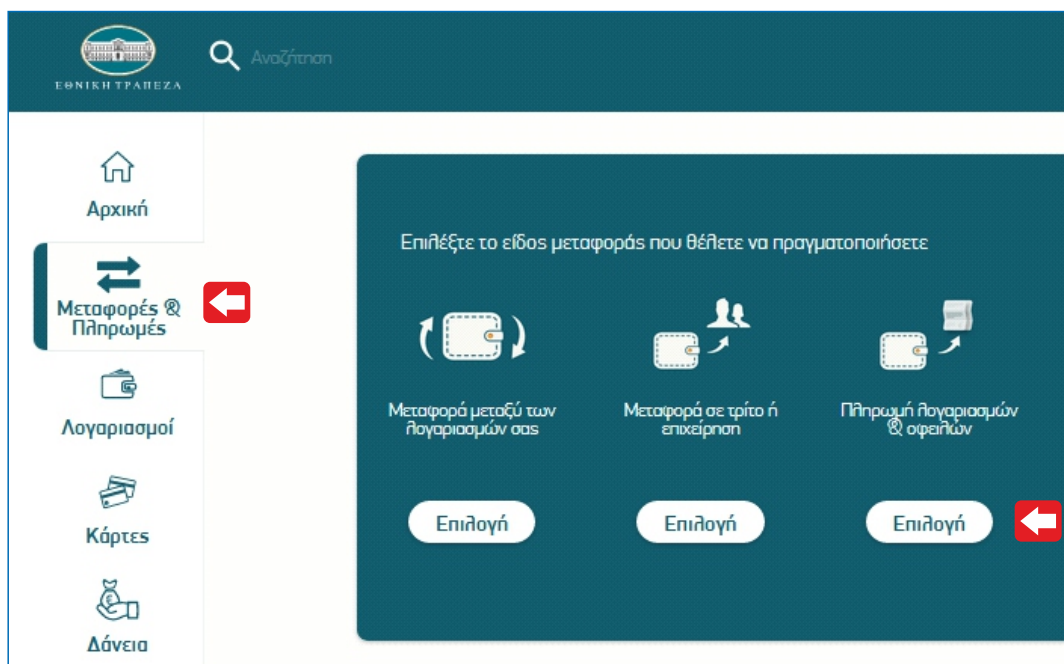 ΕΘΝΙΚΗ ΤΡΑΠΕΖΑ
Αναζήτηση
Αρχική
Μεταφορές &
Πληρωμές
Λογαριασμοί
Κάρτες
Δάνεια
Επιλέξτε το είδος μεταφοράς που θέλετε να πραγματοποιήσετε
Μεταφορά μεταξύ των
λογαριασμών σας
Επιλογή
Μεταφορά σε τρίτο ή
επιχείρηση
Επιλογή
Πληρωμή λογαριασμών
& οφειλών
Επιλογή